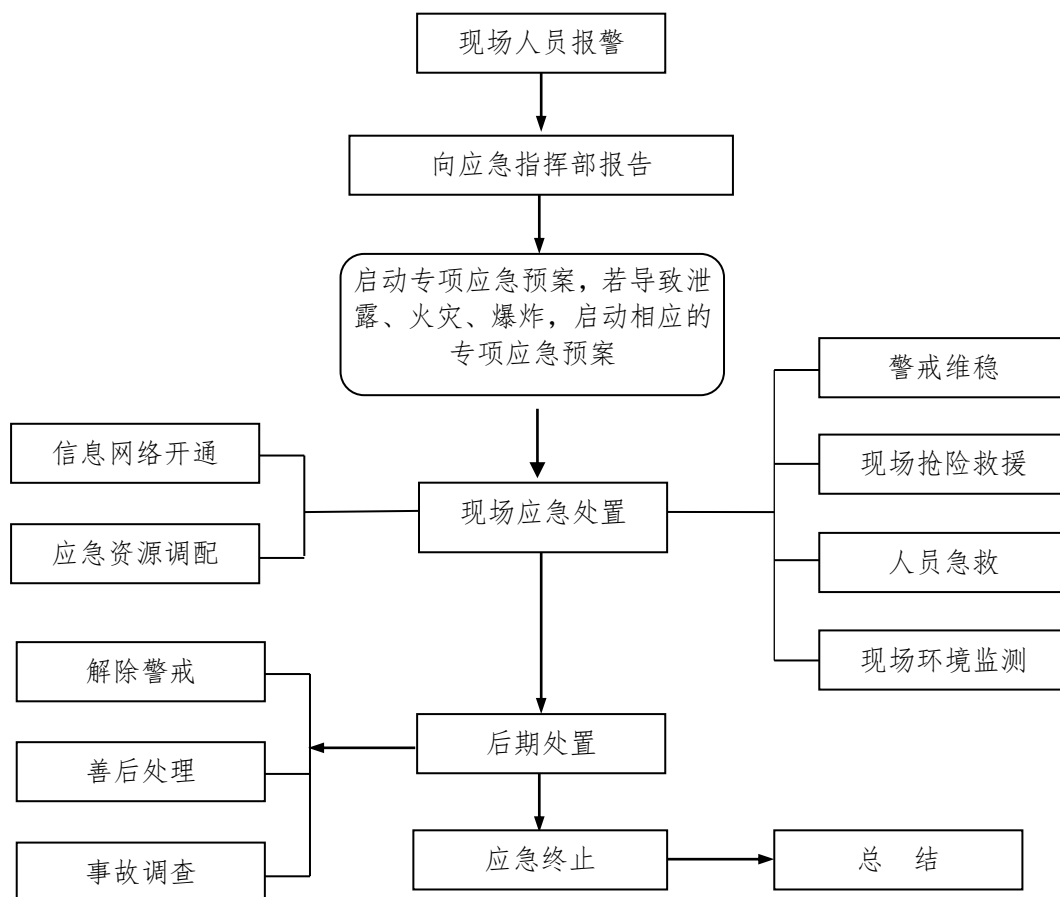 现场人员报警
向应急指挥部报告
启动专项应急预案，若导致泄
露、火灾、爆炸，启动相应的
专项应急预案
警戒维稳
信息网络开通
现场抢险救援
现场应急处置
应急资源调配
人员急救
解除警戒
现场环境监测
后期处置
善后处理
应急终止
总 结
事故调查